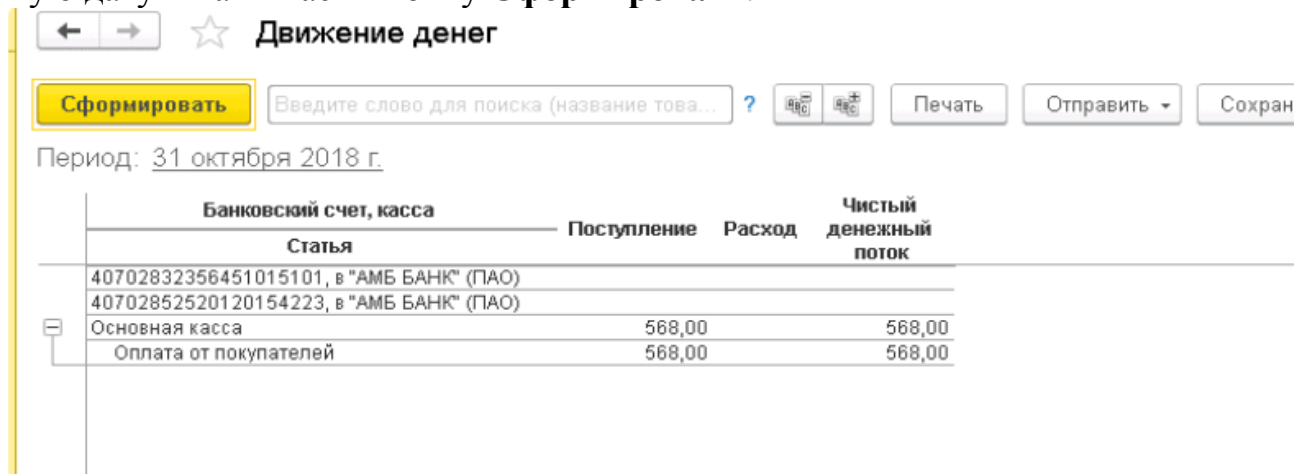 Движение денег
Сформировать Введите слово для поиска (название това... ? Печать Отправить Сохран
Период: 31 октября 2018 г.
Банковский счет, касса Поступление Расход Чистый денежный поток
Статья
40702832356451015101, в "АМБ БАНК" (ПАО)
40702852520120154223, в "АМБ БАНК" (ПАО)
Основная касса 568,00 568,00
Оплата от покупателей 568,00 568,00